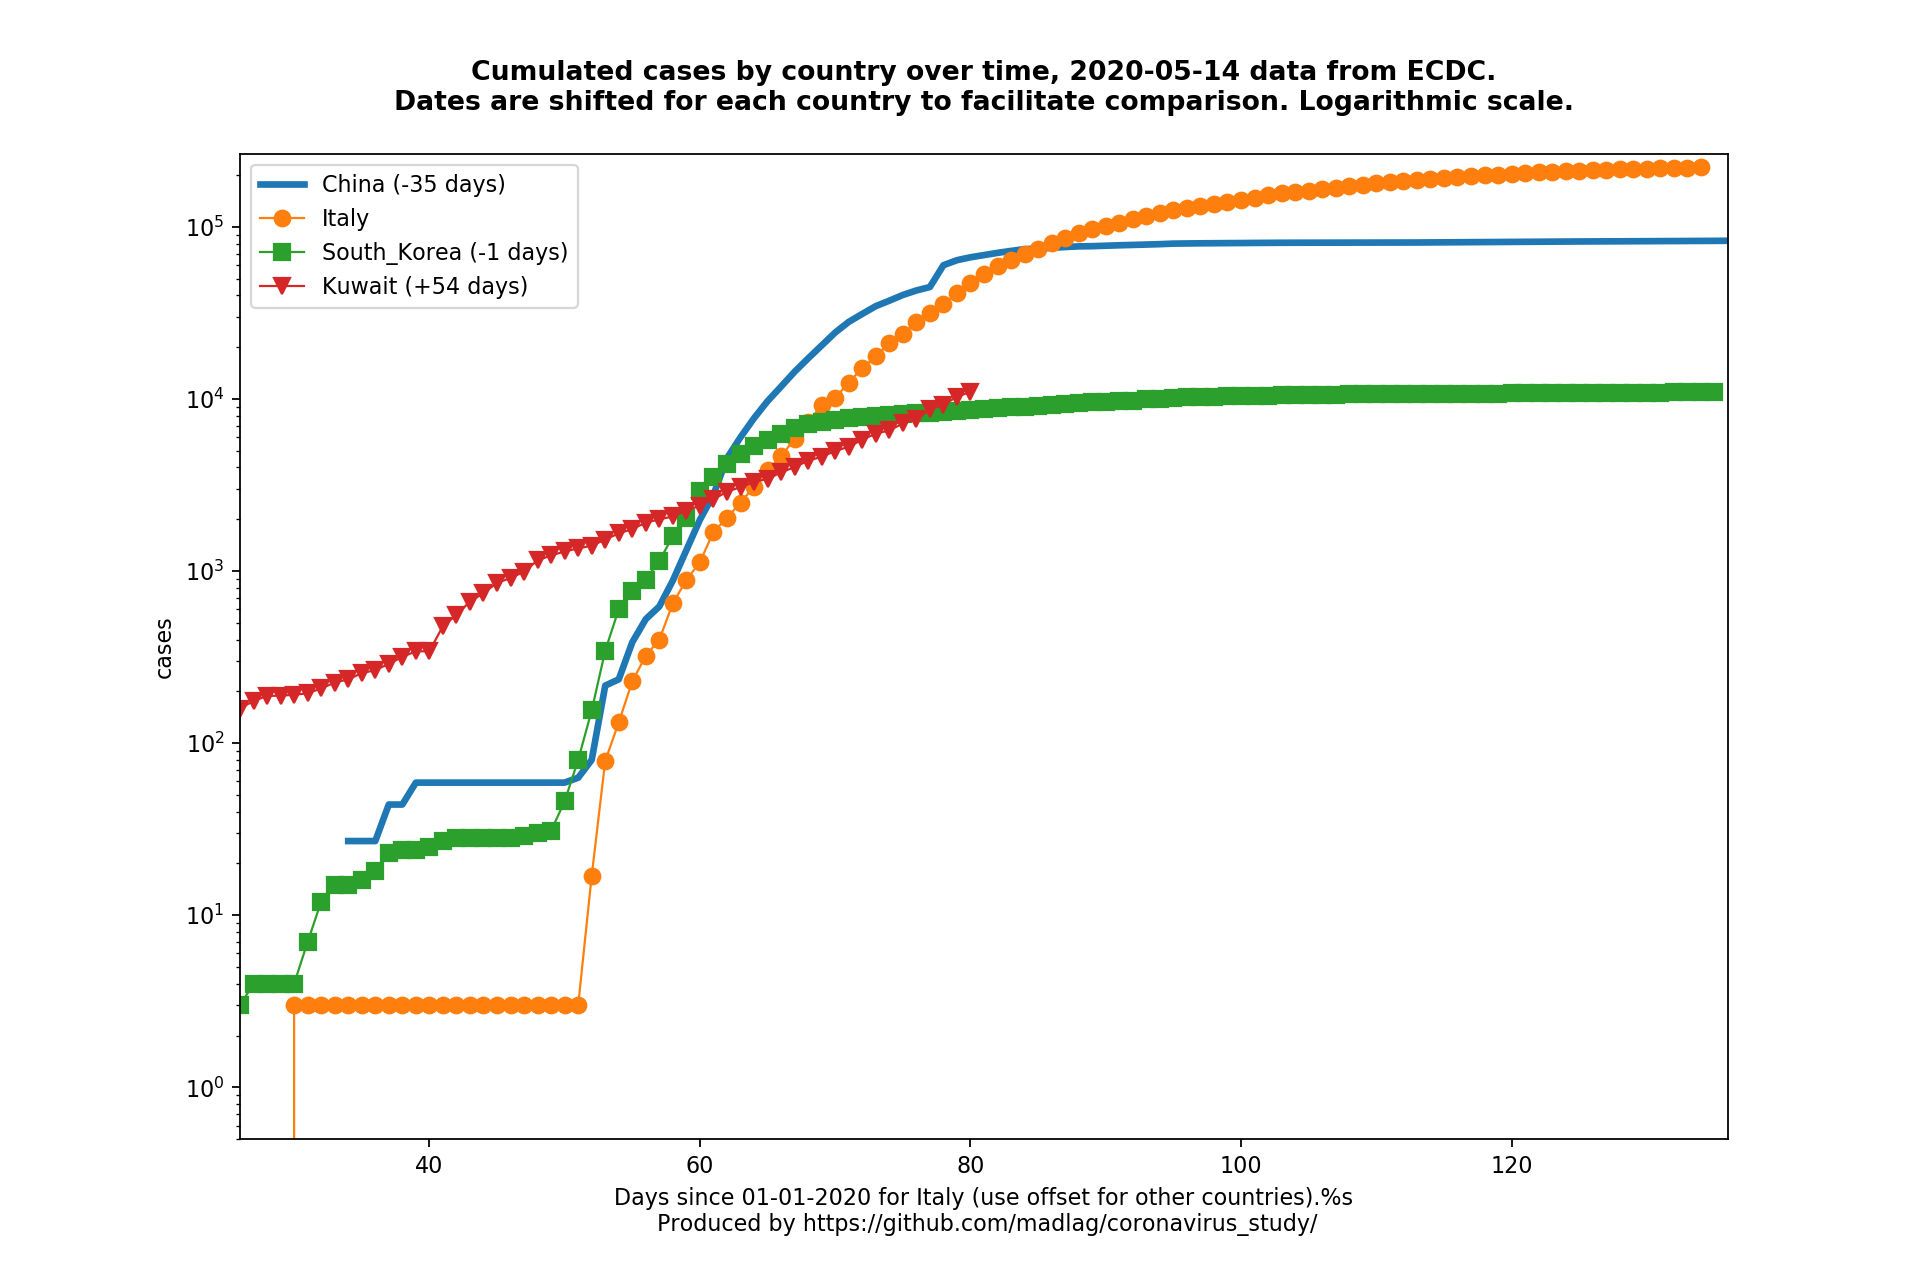 Cumulated cases by country over time, 2020-05-14 data from ECDC.
Dates are shifted for each country to facilitate comparison. Logarithmic scale.
China (-35 days)
Italy
South_Korea (-1 days)
Kuwait (+54 days)
10^5
10^4
10^3
10^2
10^1
10^0
cases
40 60 80 100 120
Days since 01-01-2020 for Italy (use offset for other countries).%s
Produced by https://github.com/madlag/coronavirus_study/